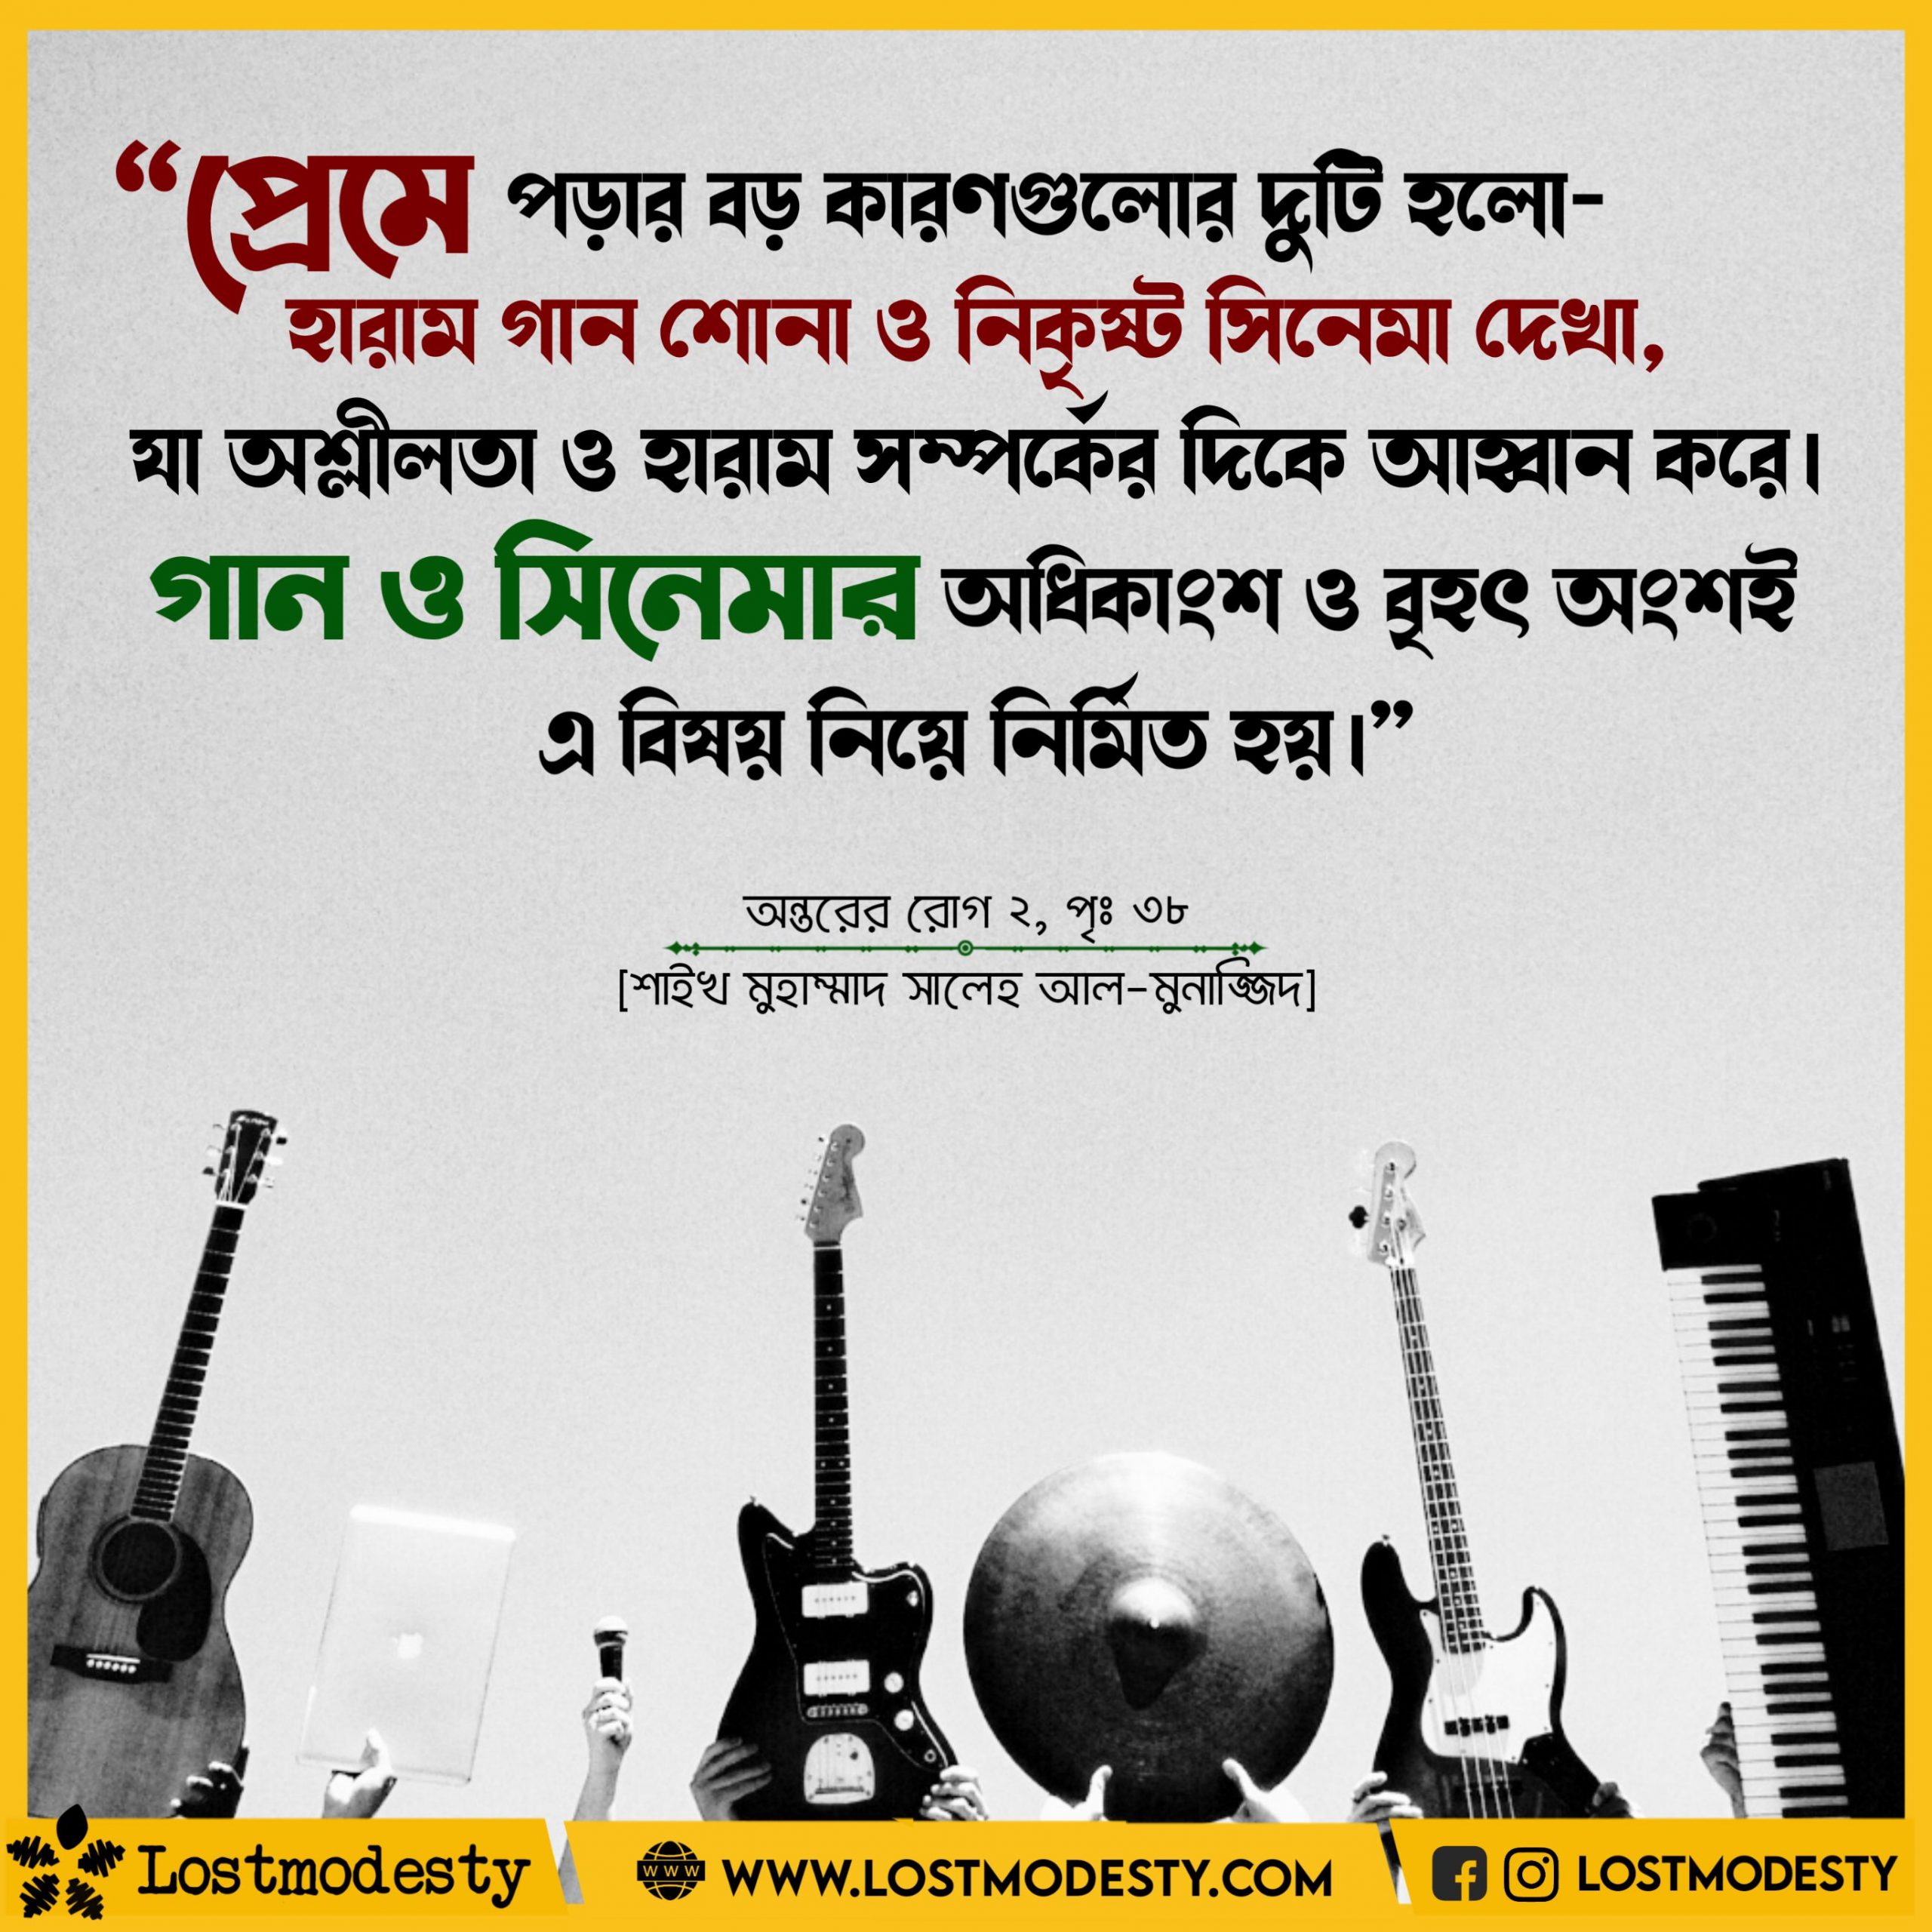 “প্রেমে পড়ার বড় কারণগুলোর দুটি হলো-
হারাম গান শোনা ও নিকৃষ্ট সিনেমা দেখা,
যা অশ্লীলতা ও হারাম সম্পর্কের দিকে আহ্বান করে।
গান ও সিনেমার অধিকাংশ ও বৃহৎ অংশই
এ বিষয় নিয়ে নির্মিত হয়।”
অন্তরের রোগ ২, পৃঃ ৩৮
[শাইখ মুহাম্মাদ সালেহ আল-মুনাজ্জিদ]
Lostmodesty
WWW
WWW.LOSTMODESTY.COM
LOSTMODESTY